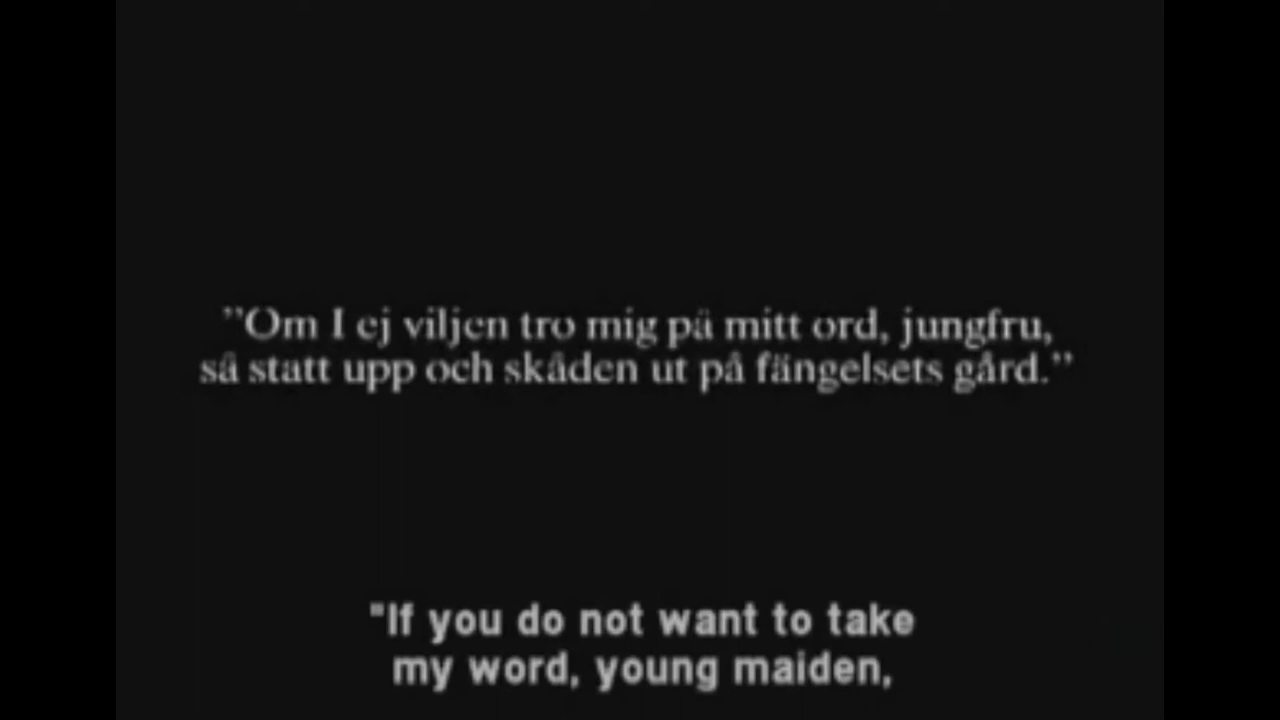 ”Om I ej viljen tro mig på mitt ord, jungfru,
så statt upp och skåden ut på fängelsets gård.”
"If you do not want to take
my word, young maiden,